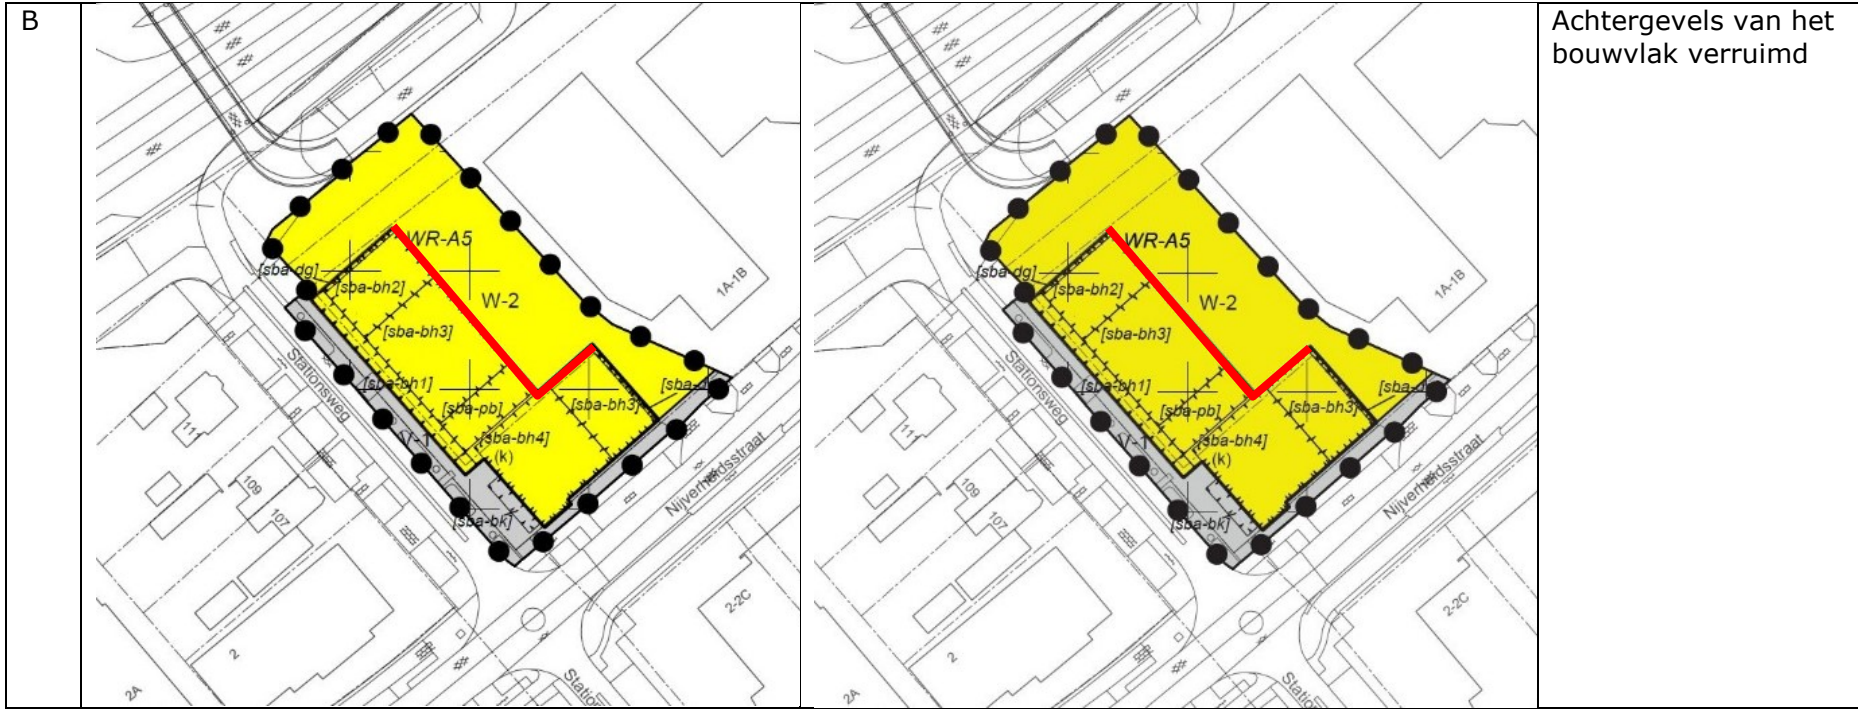 B
WR-A5
[sba-dg]
[sba-bh2]
W-2
1A-1B
[sba-bh3]
Stationsweg
[sba-bh1]
[sba-pb]
[sba-bh3]
111
V-1
[sba-bh4]
(k)
Nijverheidsstraat
109
107
[sba-bk]
2-2C
2
2A
WR-A5
[sba-dg]
[sba-bh2]
W-2
1A-1B
[sba-bh3]
Stationsweg
[sba-bh1]
[sba-pb]
[sba-bh3]
111
V-1
[sba-bh4]
(k)
Nijverheidsstraat
109
107
[sba-bk]
2-2C
2
2A
Achtergevels van het
bouwvlak verruimd